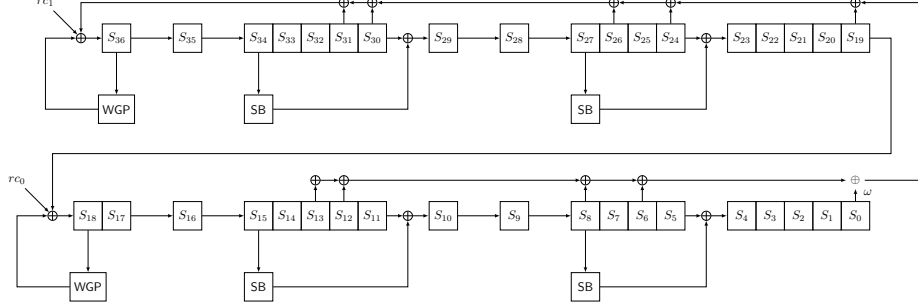 rc₁
S₃₆ S₃₅ S₃₄ S₃₃ S₃₂ S₃₁ S₃₀ S₂₉ S₂₈ S₂₇ S₂₆ S₂₅ S₂₄ S₂₃ S₂₂ S₂₁ S₂₀ S₁₉
WGP SB SB
rc₀
ω
S₁₈ S₁₇ S₁₆ S₁₅ S₁₄ S₁₃ S₁₂ S₁₁ S₁₀ S₉ S₈ S₇ S₆ S₅ S₄ S₃ S₂ S₁ S₀
WGP SB SB